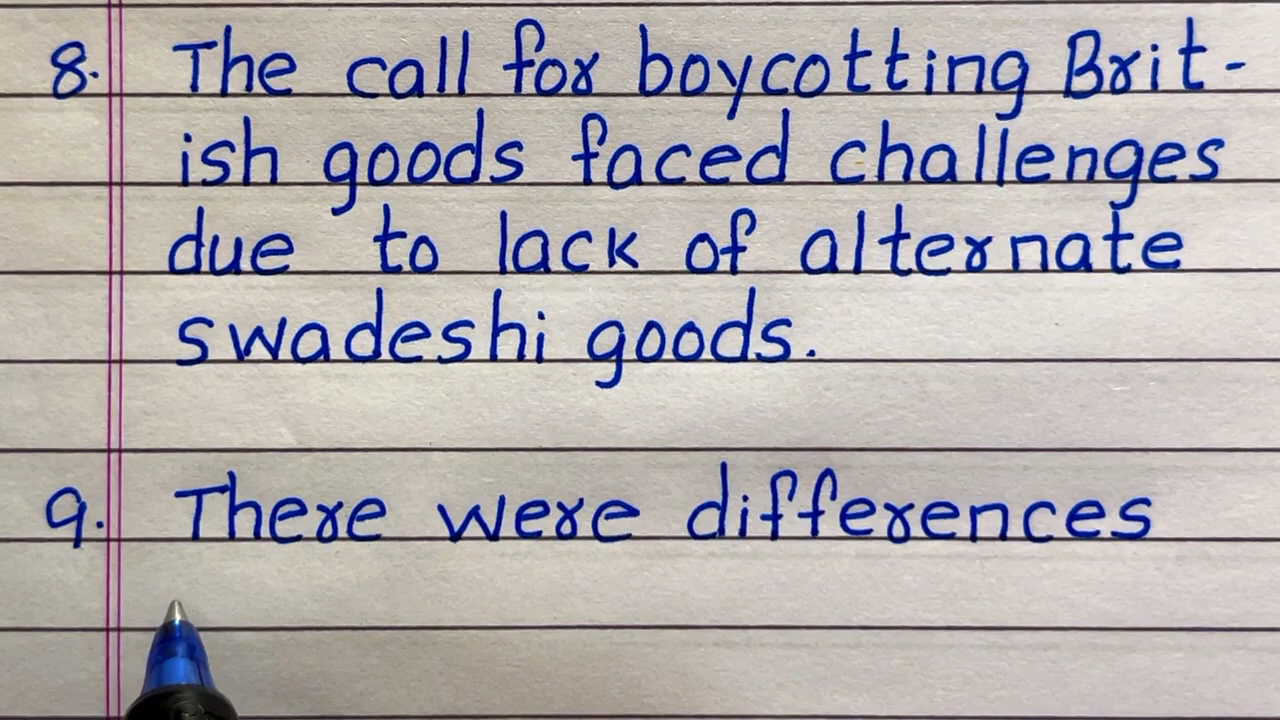 8. The call for boycotting Brit-
ish goods faced challenges
due to lack of alternate
swadeshi goods.
9. There were differences